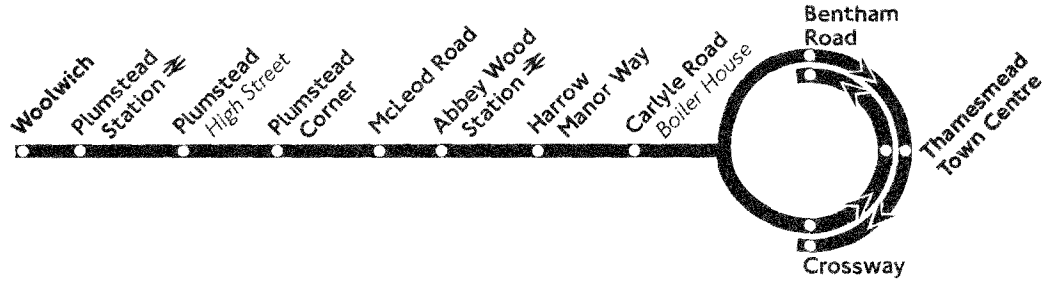 Woolwich
Plumstead
Station
Plumstead
High Street
Plumstead
Corner
McLeod Road
Abbey Wood
Station
Harrow
Manor Way
Carlyle Road
Boiler House
Bentham
Road
Thamesmead
Town Centre
Crossway